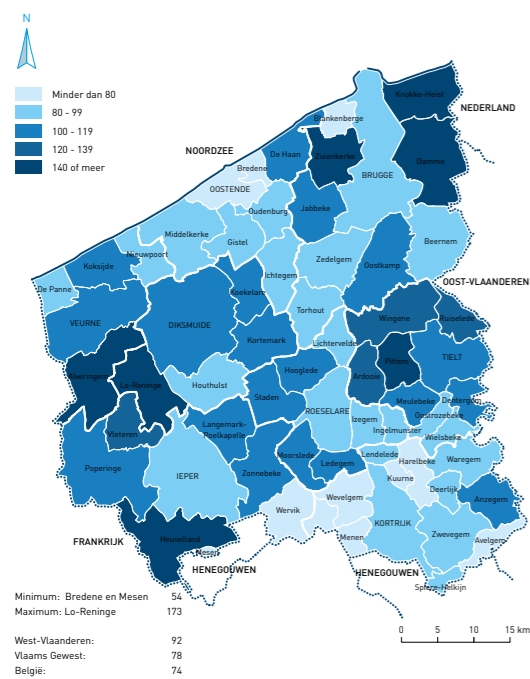 N
Minder dan 80
80 - 99
100 - 119
120 - 139
140 of meer
NOORDZEE
NEDERLAND
OOST-VLAANDEREN
FRANKRIJK
HENEGOUWEN
HENEGOUWEN
Knokke-Heist
Blankenberge
Zuienkerke
Damme
De Haan
BRUGGE
Bredene
OOSTENDE
Oudenburg
Jabbeke
Middelkerke
Gistel
Beernem
Nieuwpoort
Zedelgem
Oostkamp
Koksijde
Ichtegem
De Panne
Koekelare
Torhout
Wingene
Ruiselede
VEURNE
DIKSMUIDE
Kortemark
Lichtervelde
Pittem
TIELT
Alveringem
Lo-Reninge
Houthulst
Hooglede
Ardooie
Staden
Meulebeke
Dentergem
ROESELARE
Oostrozebeke
Izegem
Langemark-
Poelkapelle
Vleteren
Ingelmunster
Wielsbeke
Moorslede
Ledegem
Lendelede
Harelbeke
Waregem
Poperinge
IEPER
Zonnebeke
Kuurne
Deerlijk
Anzegem
Wevelgem
Wervik
KORTRIJK
Menen
Zwevegem
Avelgem
Heuvelland
Mesen
Spiere-Helkijn
Minimum: Bredene en Mesen 54
Maximum: Lo-Reninge 173
West-Vlaanderen: 92
Vlaams Gewest: 78
België: 74
0 5 10 15 km